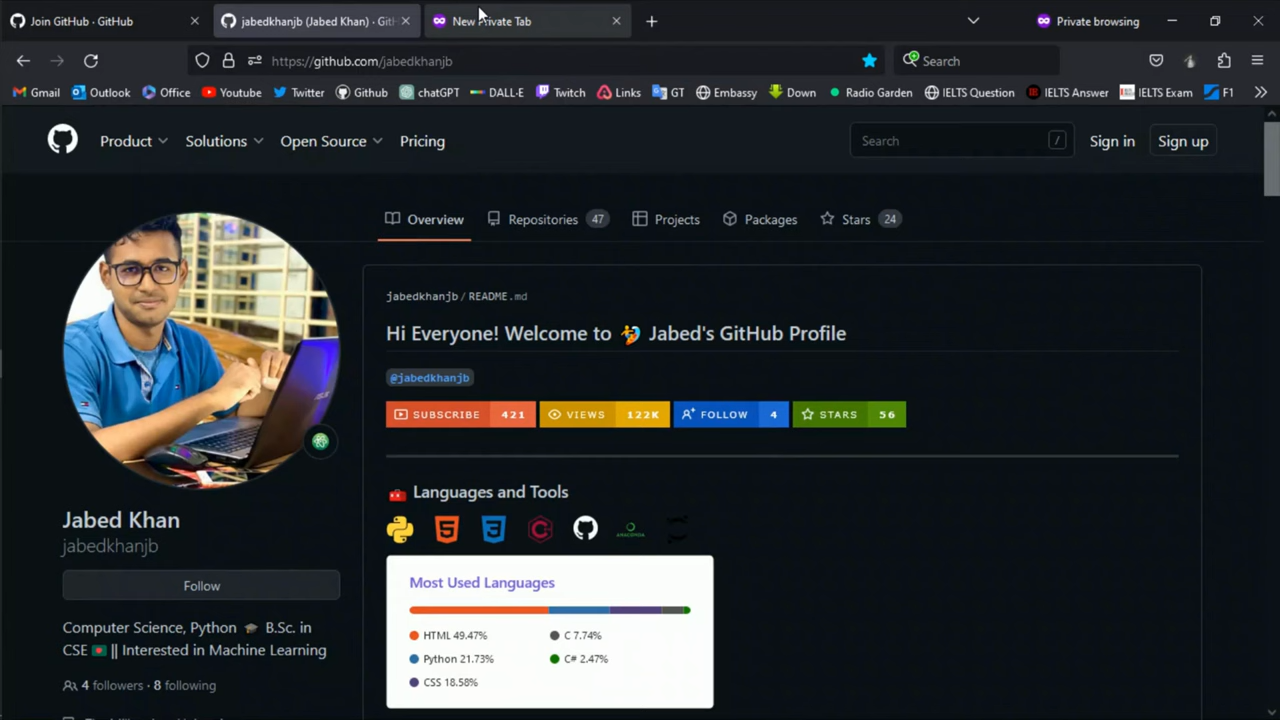 Join GitHub · GitHub
jabedkhanjb (Jabed Khan) · GitH
New Private Tab
Private browsing
https://github.com/jabedkhanjb
Search
Gmail
Outlook
Office
Youtube
Twitter
Github
chatGPT
DALL-E
Twitch
Links
GT
Embassy
Down
Radio Garden
IELTS Question
IELTS Answer
IELTS Exam
F1
Product
Solutions
Open Source
Pricing
Search /
Sign in
Sign up
Overview
Repositories 47
Projects
Packages
Stars 24
jabedkhanjb / README.md
Hi Everyone! Welcome to Jabed's GitHub Profile
@jabedkhanjb
SUBSCRIBE 421
VIEWS 122K
FOLLOW 4
STARS 56
Languages and Tools
ANACONDA
Most Used Languages
HTML 49.47%
C 7.74%
Python 21.73%
C# 2.47%
CSS 18.58%
Jabed Khan
jabedkhanjb
Follow
Computer Science, Python 🎓 B.Sc. in
CSE 🇧🇩 || Interested in Machine Learning
4 followers · 8 following